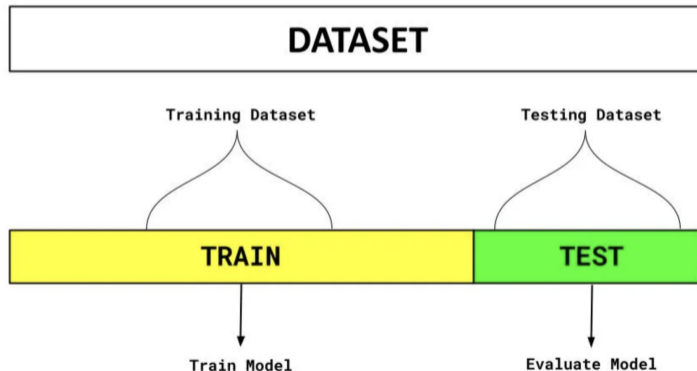 DATASET
Training Dataset
Testing Dataset
TRAIN
TEST
Train Model
Evaluate Model